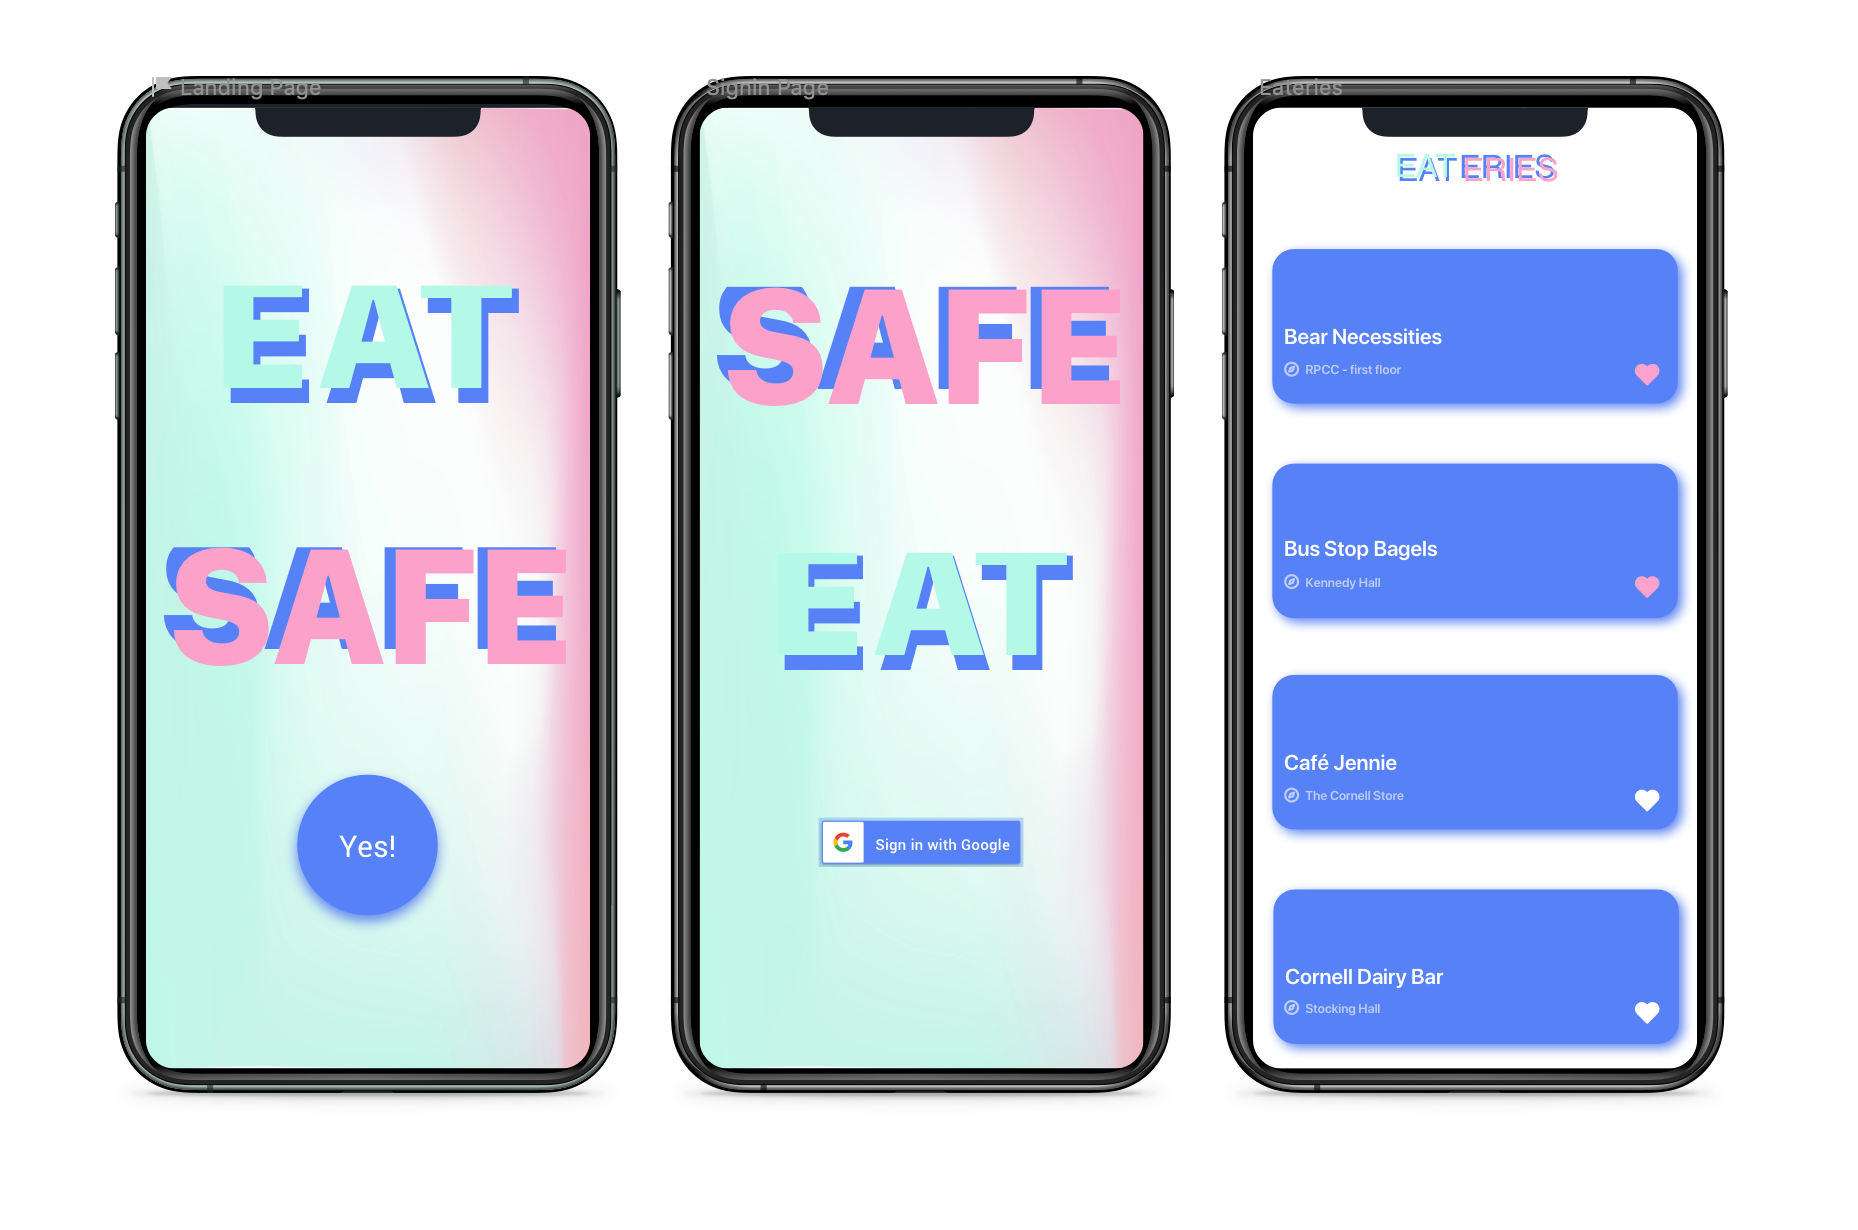 Landing Page
EAT
SAFE
Yes!
Signin Page
SAFE
EAT
Sign in with Google
Eateries
EATERIES
Bear Necessities
RPCC - first floor
Bus Stop Bagels
Kennedy Hall
Café Jennie
The Cornell Store
Cornell Dairy Bar
Stocking Hall